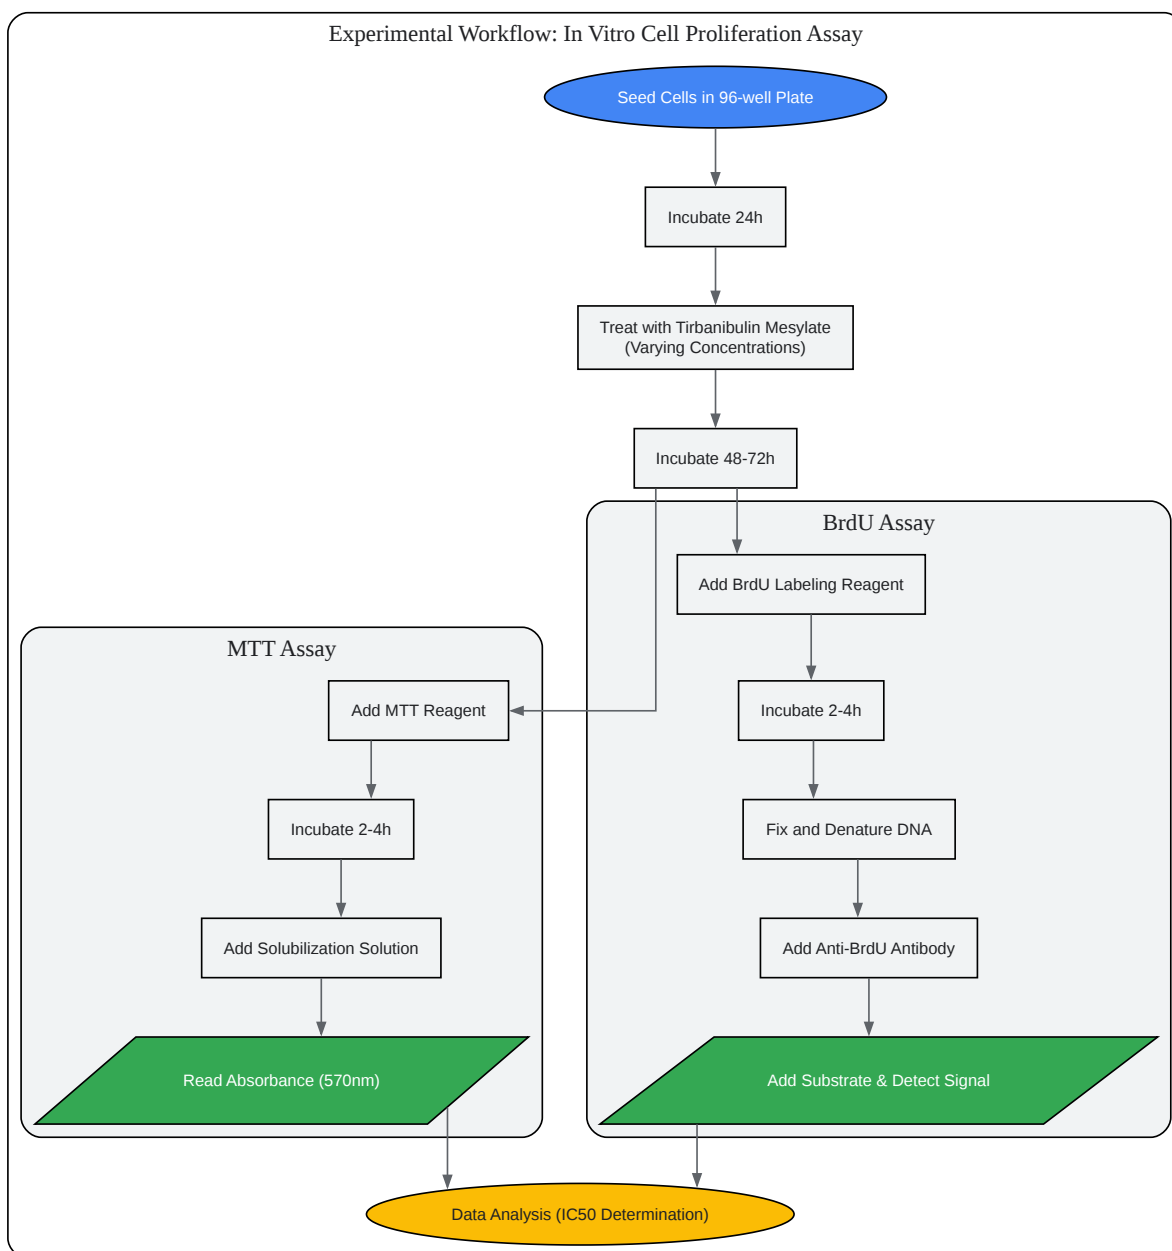 Experimental Workflow: In Vitro Cell Proliferation Assay
Seed Cells in 96-well Plate
Incubate 24h
Treat with Tirbanibulin Mesylate
(Varying Concentrations)
Incubate 48-72h
BrdU Assay
Add BrdU Labeling Reagent
Incubate 2-4h
Fix and Denature DNA
Add Anti-BrdU Antibody
Add Substrate & Detect Signal
MTT Assay
Add MTT Reagent
Incubate 2-4h
Add Solubilization Solution
Read Absorbance (570nm)
Data Analysis (IC50 Determination)